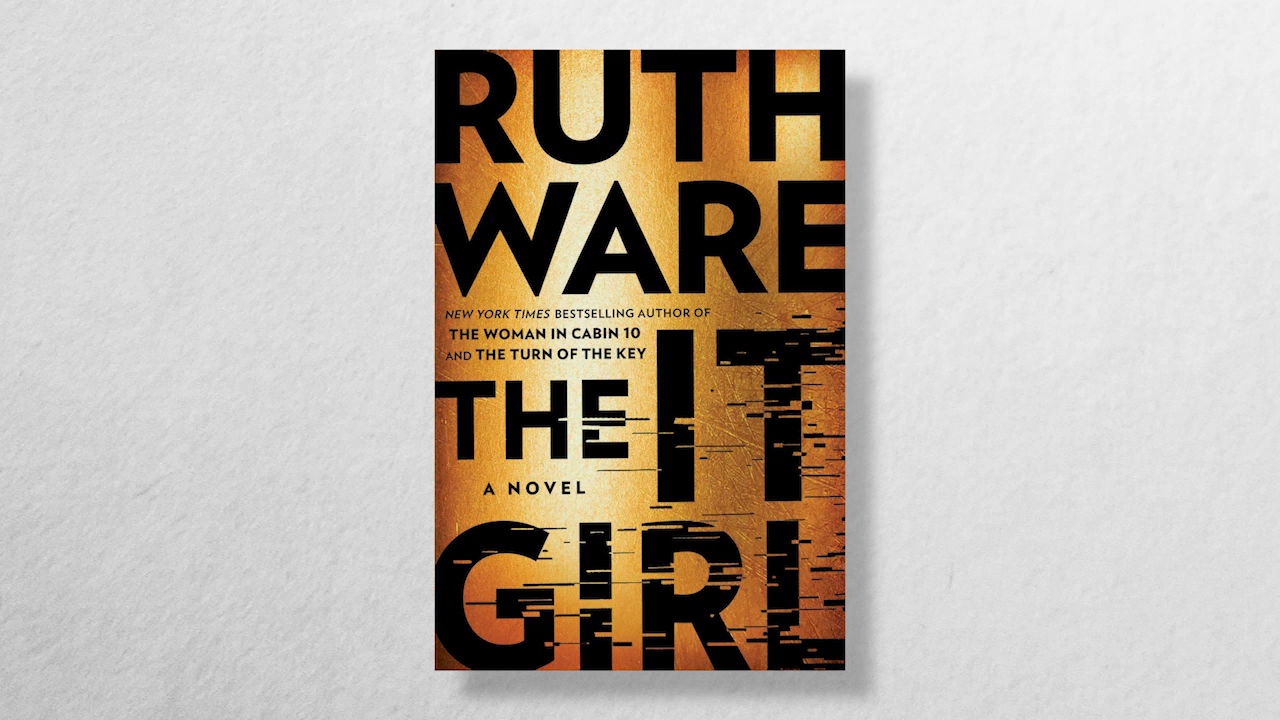 RUTH
WARE
NEW YORK TIMES BESTSELLING AUTHOR OF
THE WOMAN IN CABIN 10
AND THE TURN OF THE KEY
THE IT
A NOVEL
GIRL